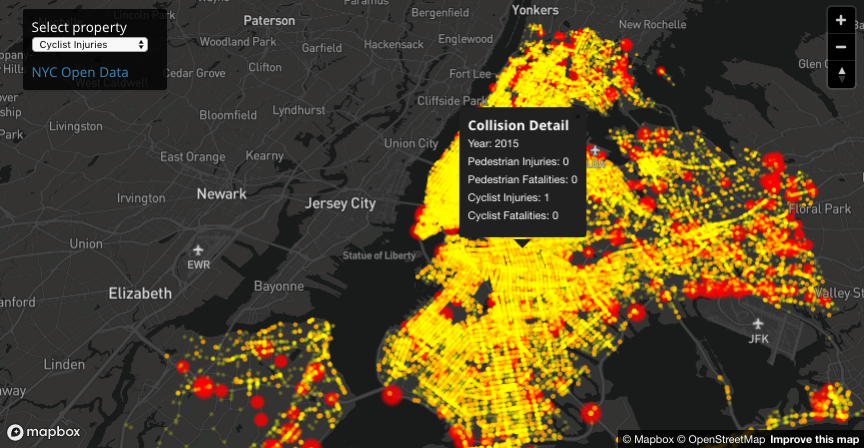 Select property
Cyclist Injuries
NYC Open Data
Paterson
Bergenfield
Yonkers
New Rochelle
Woodland Park
Garfield
Hackensack
Englewood
Cedar Grove
Clifton
Fort Lee
West Caldwell
Cliffside Park
Bloomfield
Lyndhurst
Livingston
Union City
East Orange
Kearny
Irvington
Newark
Jersey City
Floral Park
Union
EWR
Statue of Liberty
Elizabeth
Bayonne
Valley St
JFK
Linden
Collision Detail
Year: 2015
Pedestrian Injuries: 0
Pedestrian Fatalities: 0
Cyclist Injuries: 1
Cyclist Fatalities: 0
+
−
mapbox
© Mapbox © OpenStreetMap Improve this map